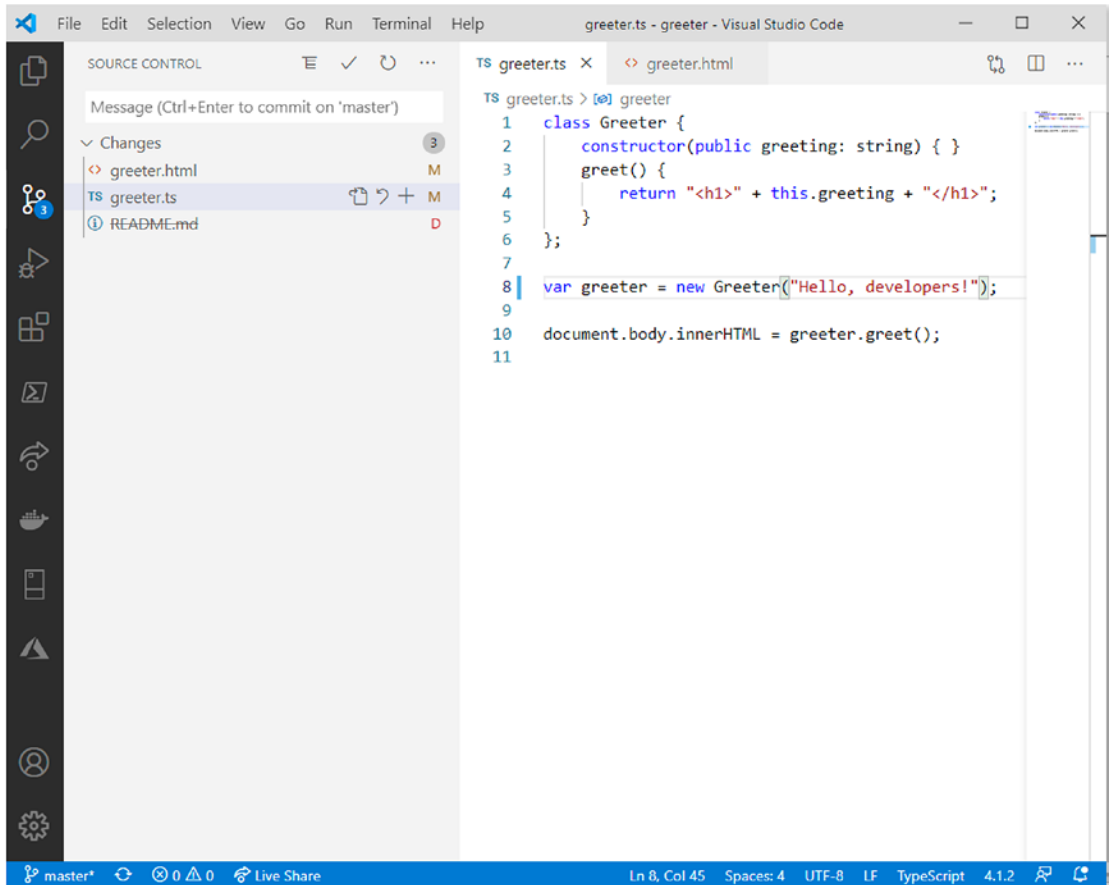 File Edit Selection View Go Run Terminal Help greeter.ts - greeter - Visual Studio Code
SOURCE CONTROL
Message (Ctrl+Enter to commit on 'master')
Changes 3
greeter.html M
TS greeter.ts M
README.md D
3
TS greeter.ts greeter.html
TS greeter.ts > greeter
1 class Greeter {
2     constructor(public greeting: string) { }
3     greet() {
4         return "<h1>" + this.greeting + "</h1>";
5     }
6 };
7
8 var greeter = new Greeter("Hello, developers!");
9
10 document.body.innerHTML = greeter.greet();
11
master* 0 0 Live Share Ln 8, Col 45 Spaces: 4 UTF-8 LF TypeScript 4.1.2